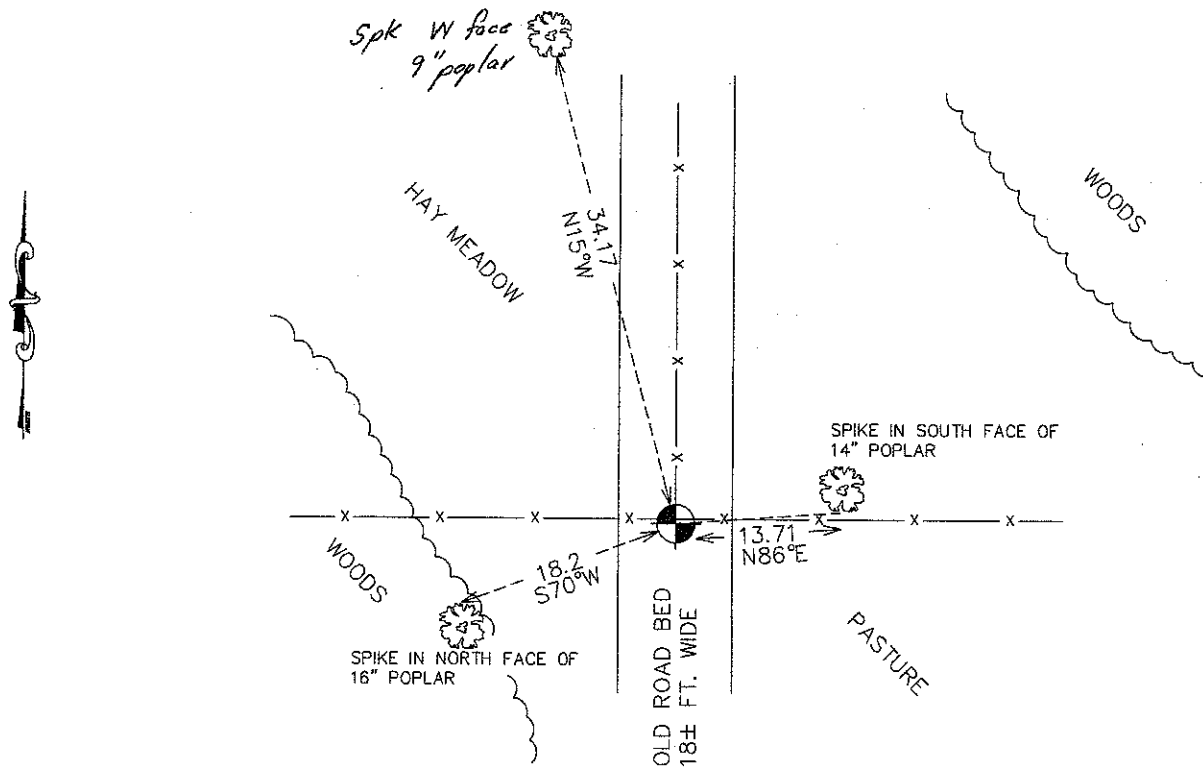 Spk W face
9" poplar
WOODS
HAY MEADOW
34.17
N15°W
SPIKE IN SOUTH FACE OF
14" POPLAR
13.71
N86°E
WOODS
18.2
S70°W
SPIKE IN NORTH FACE OF
16" POPLAR
OLD ROAD BED
18± FT. WIDE
PASTURE